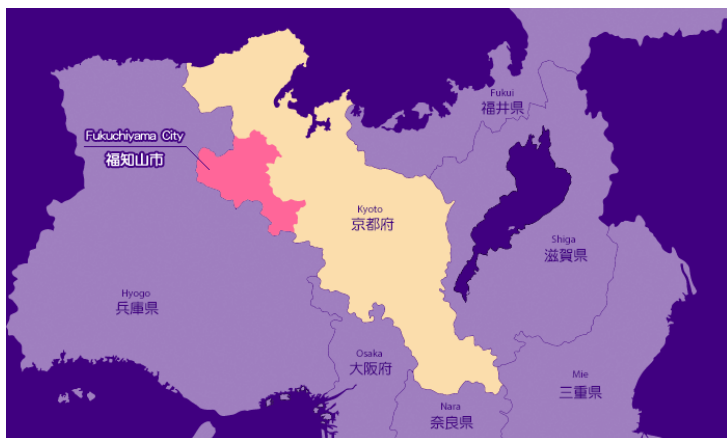 Fukui
福井県
Fukuchiyama City
福知山市
Kyoto
京都府
Shiga
滋賀県
Hyogo
兵庫県
Osaka
大阪府
Mie
三重県
Nara
奈良県